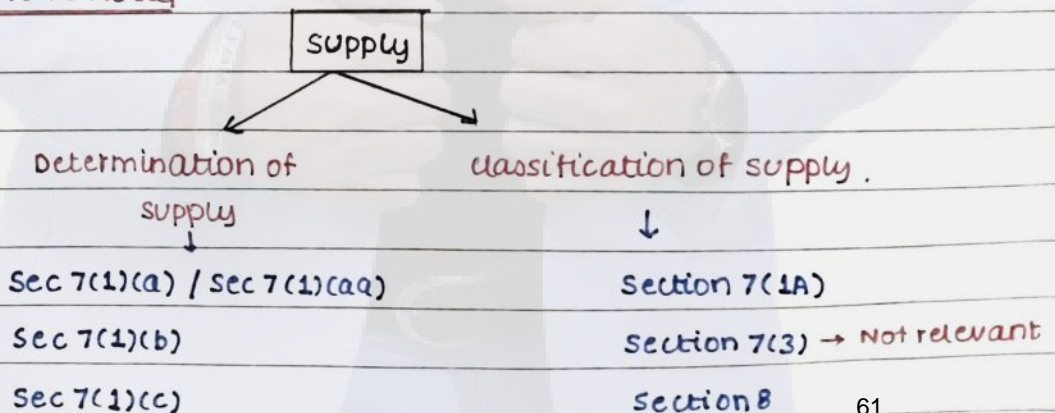 supply
Determination of
supply
classification of supply.
Sec 7(1)(a) / Sec 7(1)(aa)
Sec 7(1)(b)
Sec 7(1)(c)
Section 7(1A)
Section 7(3) → Not relevant
Section 8
61